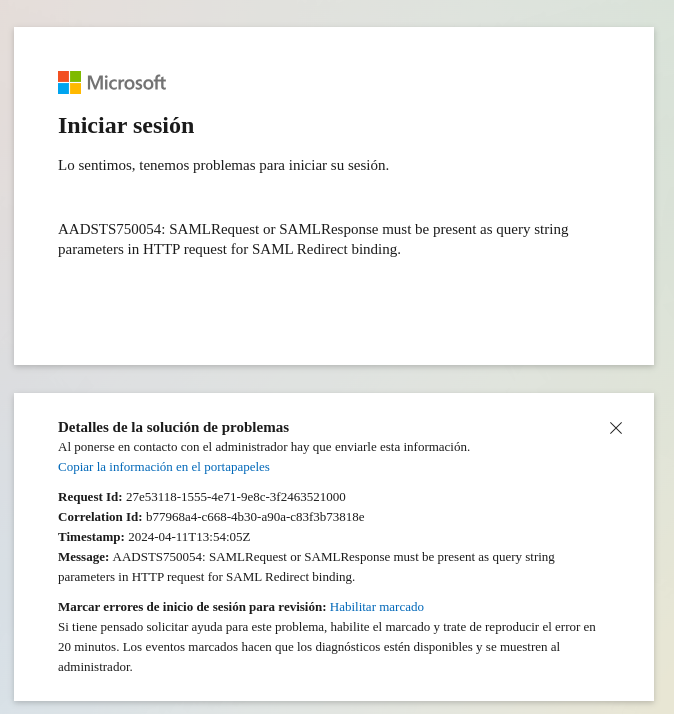 Microsoft
Iniciar sesión
Lo sentimos, tenemos problemas para iniciar su sesión.
AADSTS750054: SAMLRequest or SAMLResponse must be present as query string
parameters in HTTP request for SAML Redirect binding.
Detalles de la solución de problemas
Al ponerse en contacto con el administrador hay que enviarle esta información.
Copiar la información en el portapapeles
Request Id: 27e53118-1555-4e71-9e8c-3f2463521000
Correlation Id: b77968a4-c668-4b30-a90a-c83f3b73818e
Timestamp: 2024-04-11T13:54:05Z
Message: AADSTS750054: SAMLRequest or SAMLResponse must be present as query string
parameters in HTTP request for SAML Redirect binding.
Marcar errores de inicio de sesión para revisión: Habilitar marcado
Si tiene pensado solicitar ayuda para este problema, habilite el marcado y trate de reproducir el error en
20 minutos. Los eventos marcados hacen que los diagnósticos estén disponibles y se muestren al
administrador.